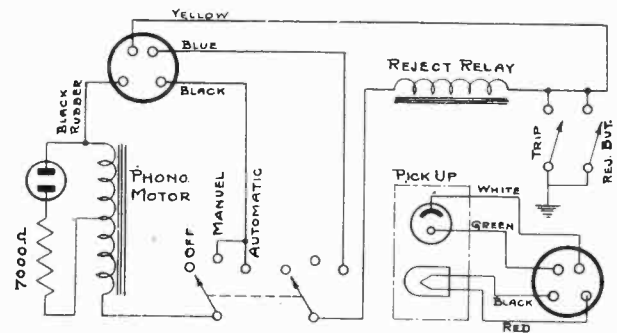 YELLOW
BLUE
BLACK
REJECT RELAY
BLACK
RUBBER
TRIP
REJ. BUT.
PHONO.
MOTOR
MANUEL
AUTOMATIC
OFF
PICK UP
WHITE
GREEN
7000Ω
BLACK
RED